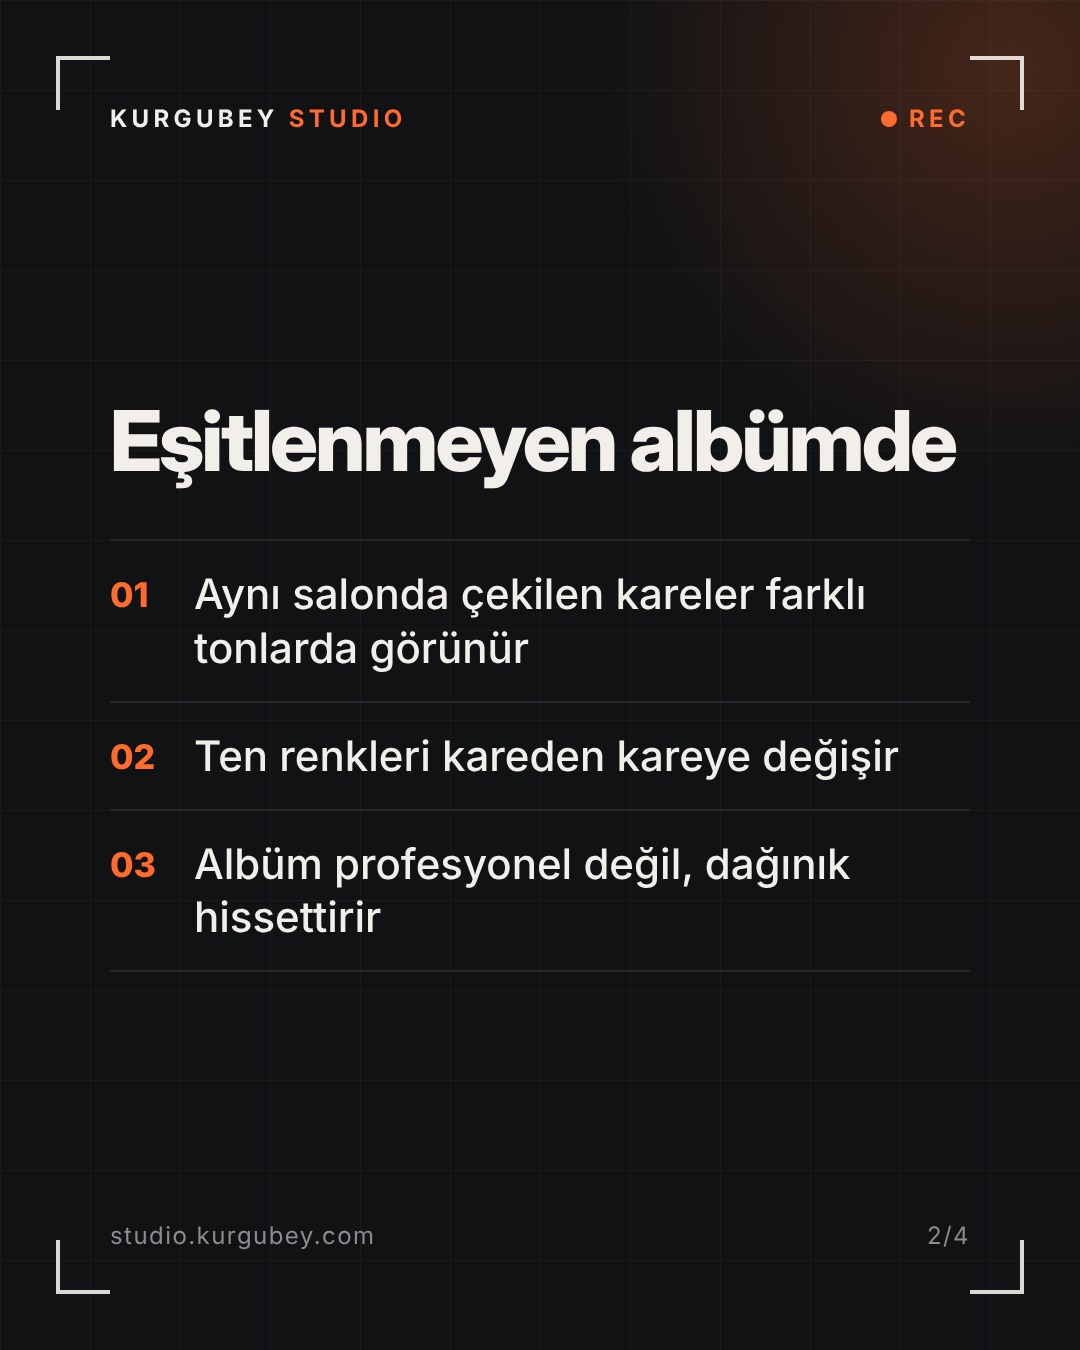 KURGUBEY STUDIO
REC
Eşitlenmeyen albümde
01 Aynı salonda çekilen kareler farklı
tonlarda görünür
02 Ten renkleri kareden kareye değişir
03 Albüm profesyonel değil, dağınık
hissettirir
studio.kurgubey.com
2/4